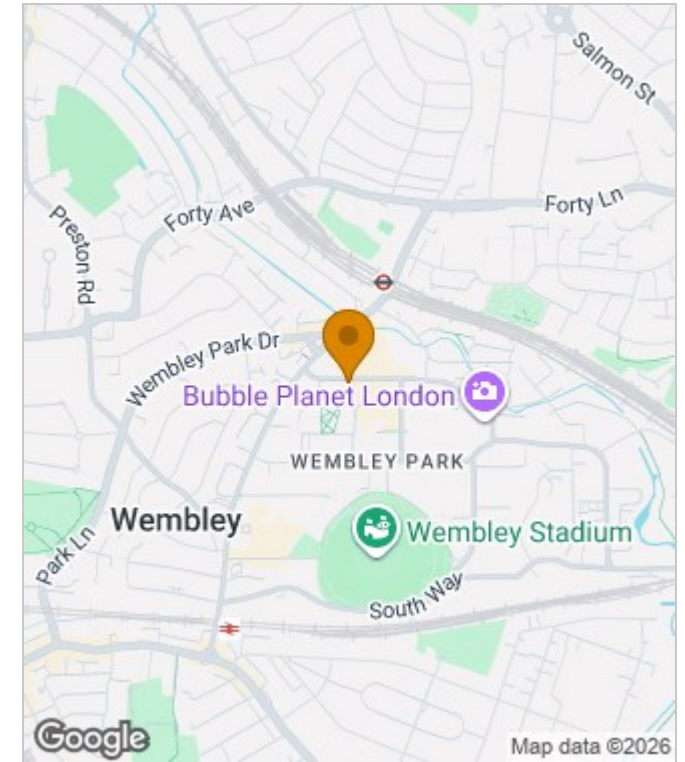 Salmon St
Forty Ave
Forty Ln
Preston Rd
Wembley Park Dr
Bubble Planet London
WEMBLEY PARK
Wembley
Wembley Stadium
Park Ln
South Way
Google
Map data ©2026